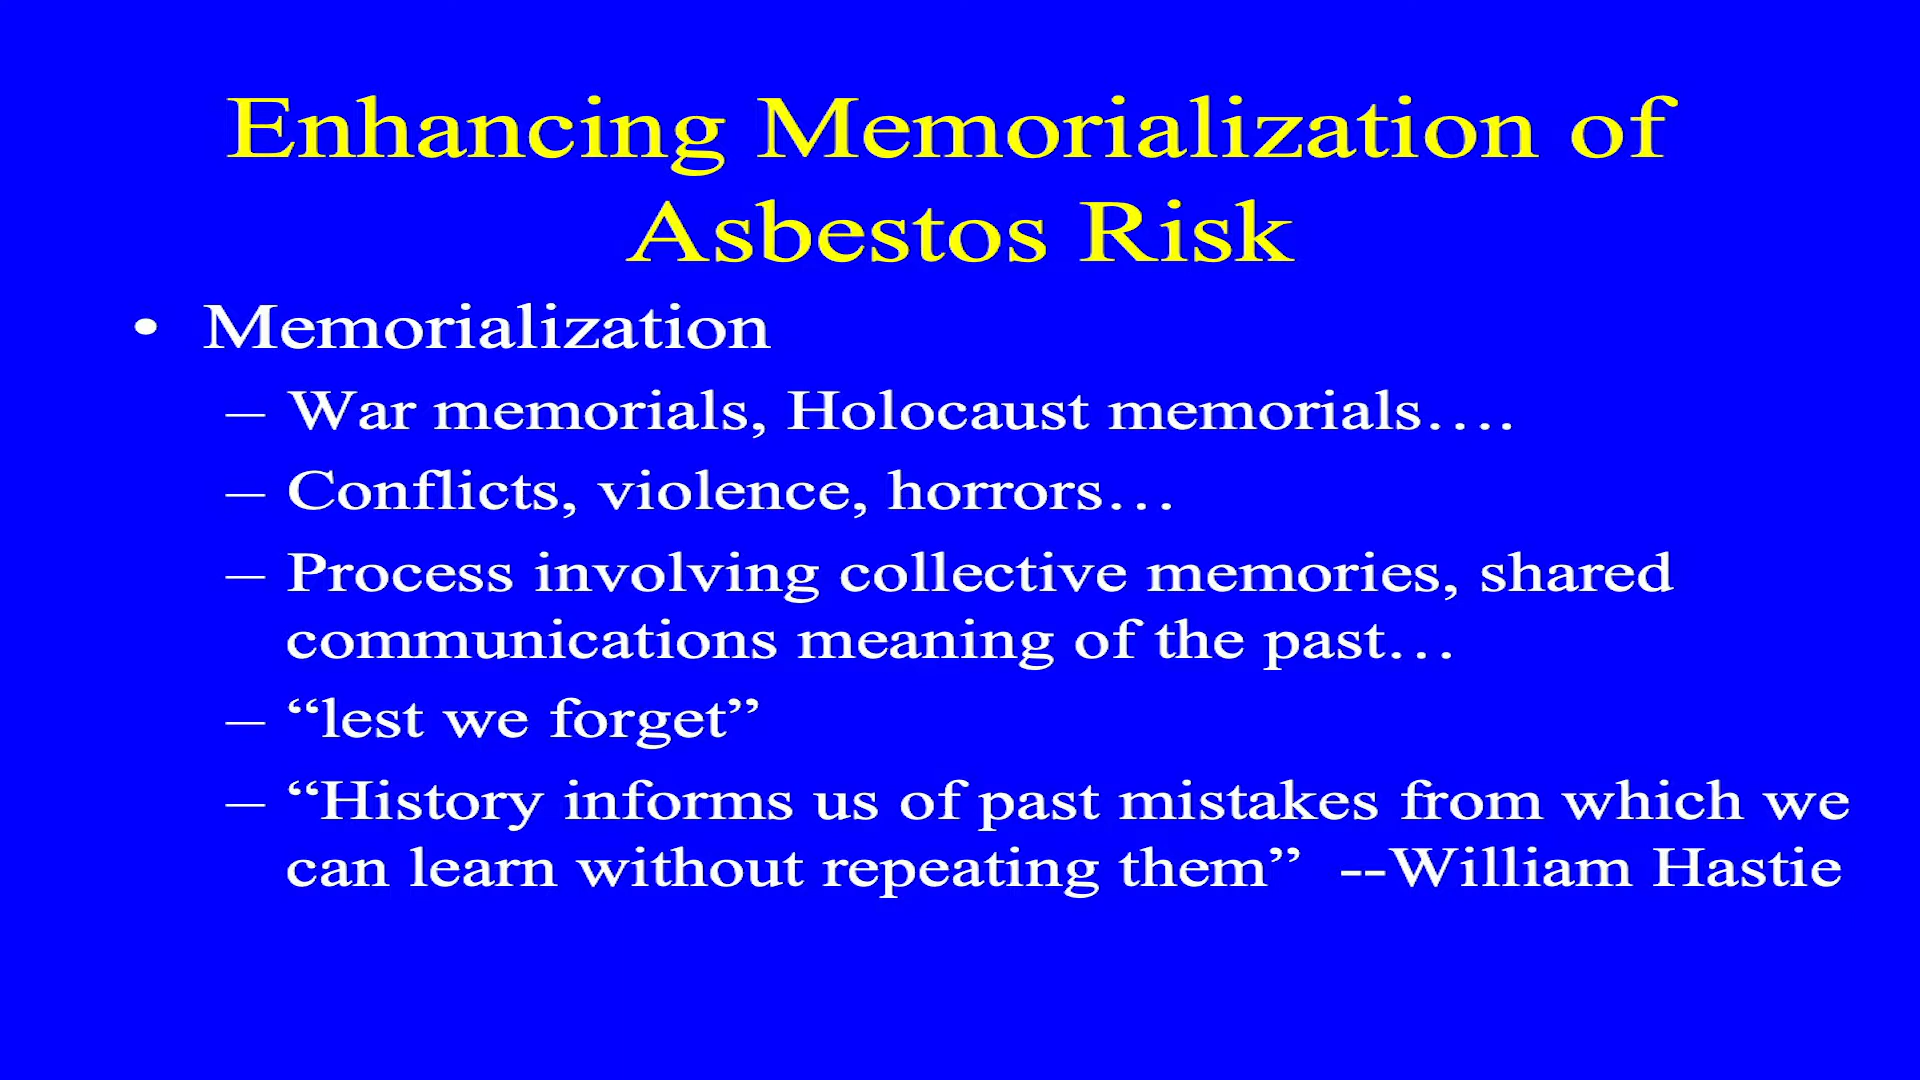 Enhancing Memorialization of
Asbestos Risk
• Memorialization
– War memorials, Holocaust memorials….
– Conflicts, violence, horrors…
– Process involving collective memories, shared
communications meaning of the past…
– “lest we forget”
– “History informs us of past mistakes from which we
can learn without repeating them” --William Hastie